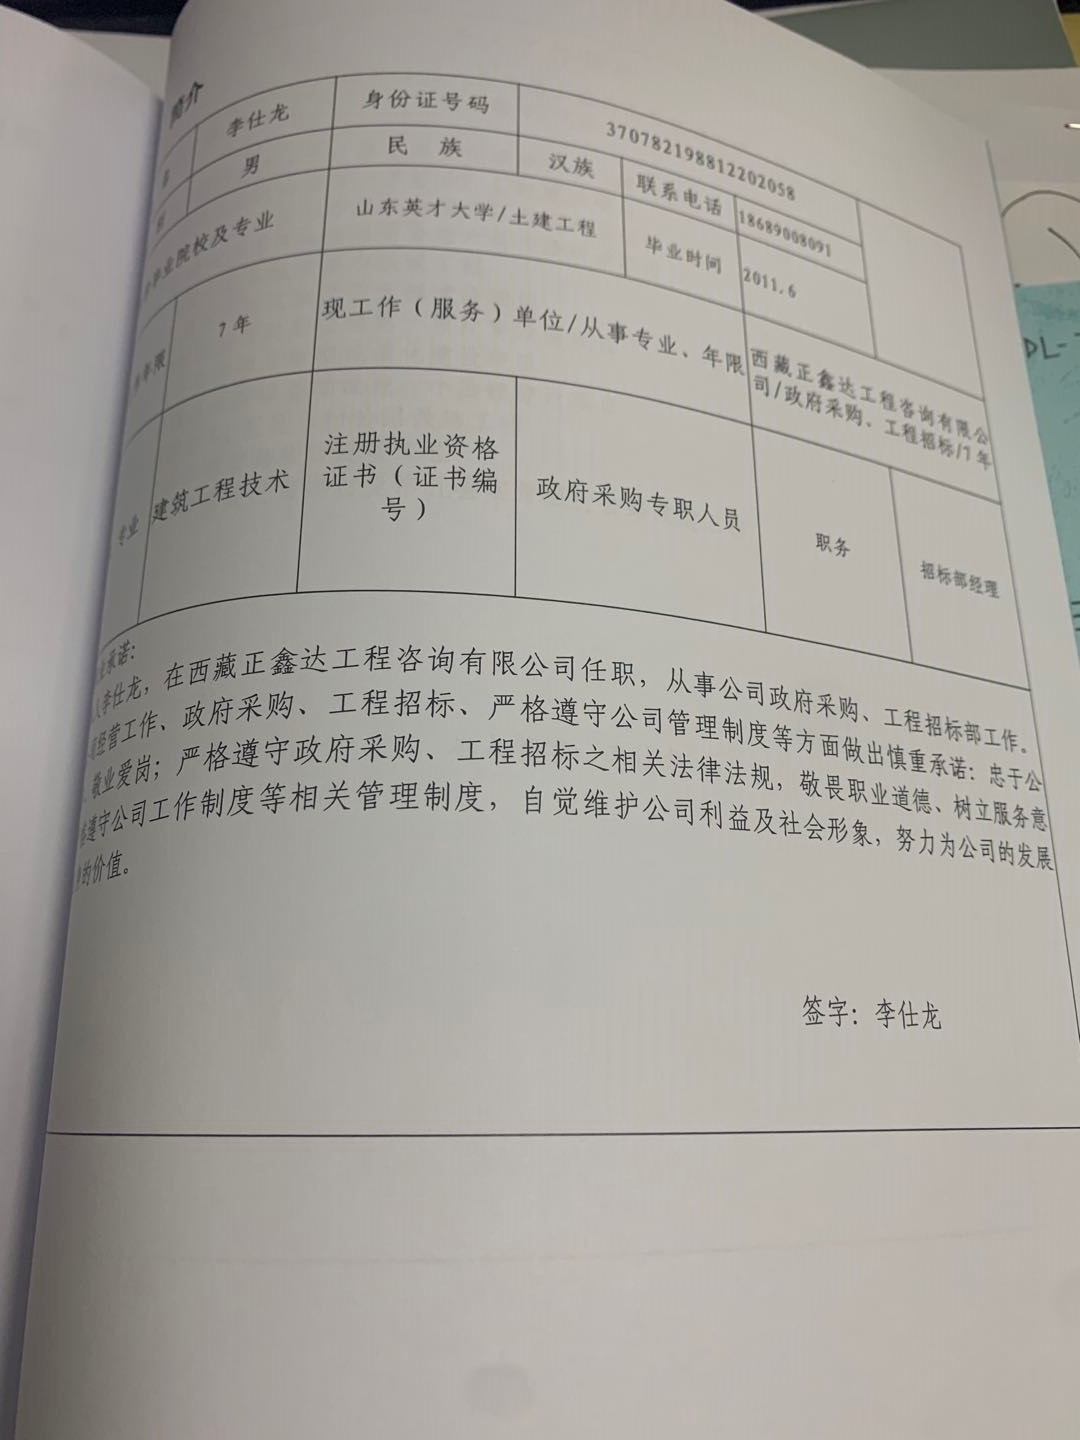 简介
李仕龙 身份证号码 370782198812202058
男 民 族 汉族 联系电话 18689008091
毕业院校及专业 山东英才大学/土建工程 毕业时间 2011.6
年限 7年 现工作（服务）单位/从事专业、年限 西藏正鑫达工程咨询有限公
司/政府采购、工程招标/7年
专业 建筑工程技术 注册执业资格
证书（证书编
号） 政府采购专职人员 职务 招标部经理
承诺：
李仕龙，在西藏正鑫达工程咨询有限公司任职，从事公司政府采购、工程招标部工作。
经营工作、政府采购、工程招标、严格遵守公司管理制度等方面做出慎重承诺：忠于公
敬业爱岗；严格遵守政府采购、工程招标之相关法律法规，敬畏职业道德、树立服务意
遵守公司工作制度等相关管理制度，自觉维护公司利益及社会形象，努力为公司的发展
的价值。
签字：李仕龙
DL-